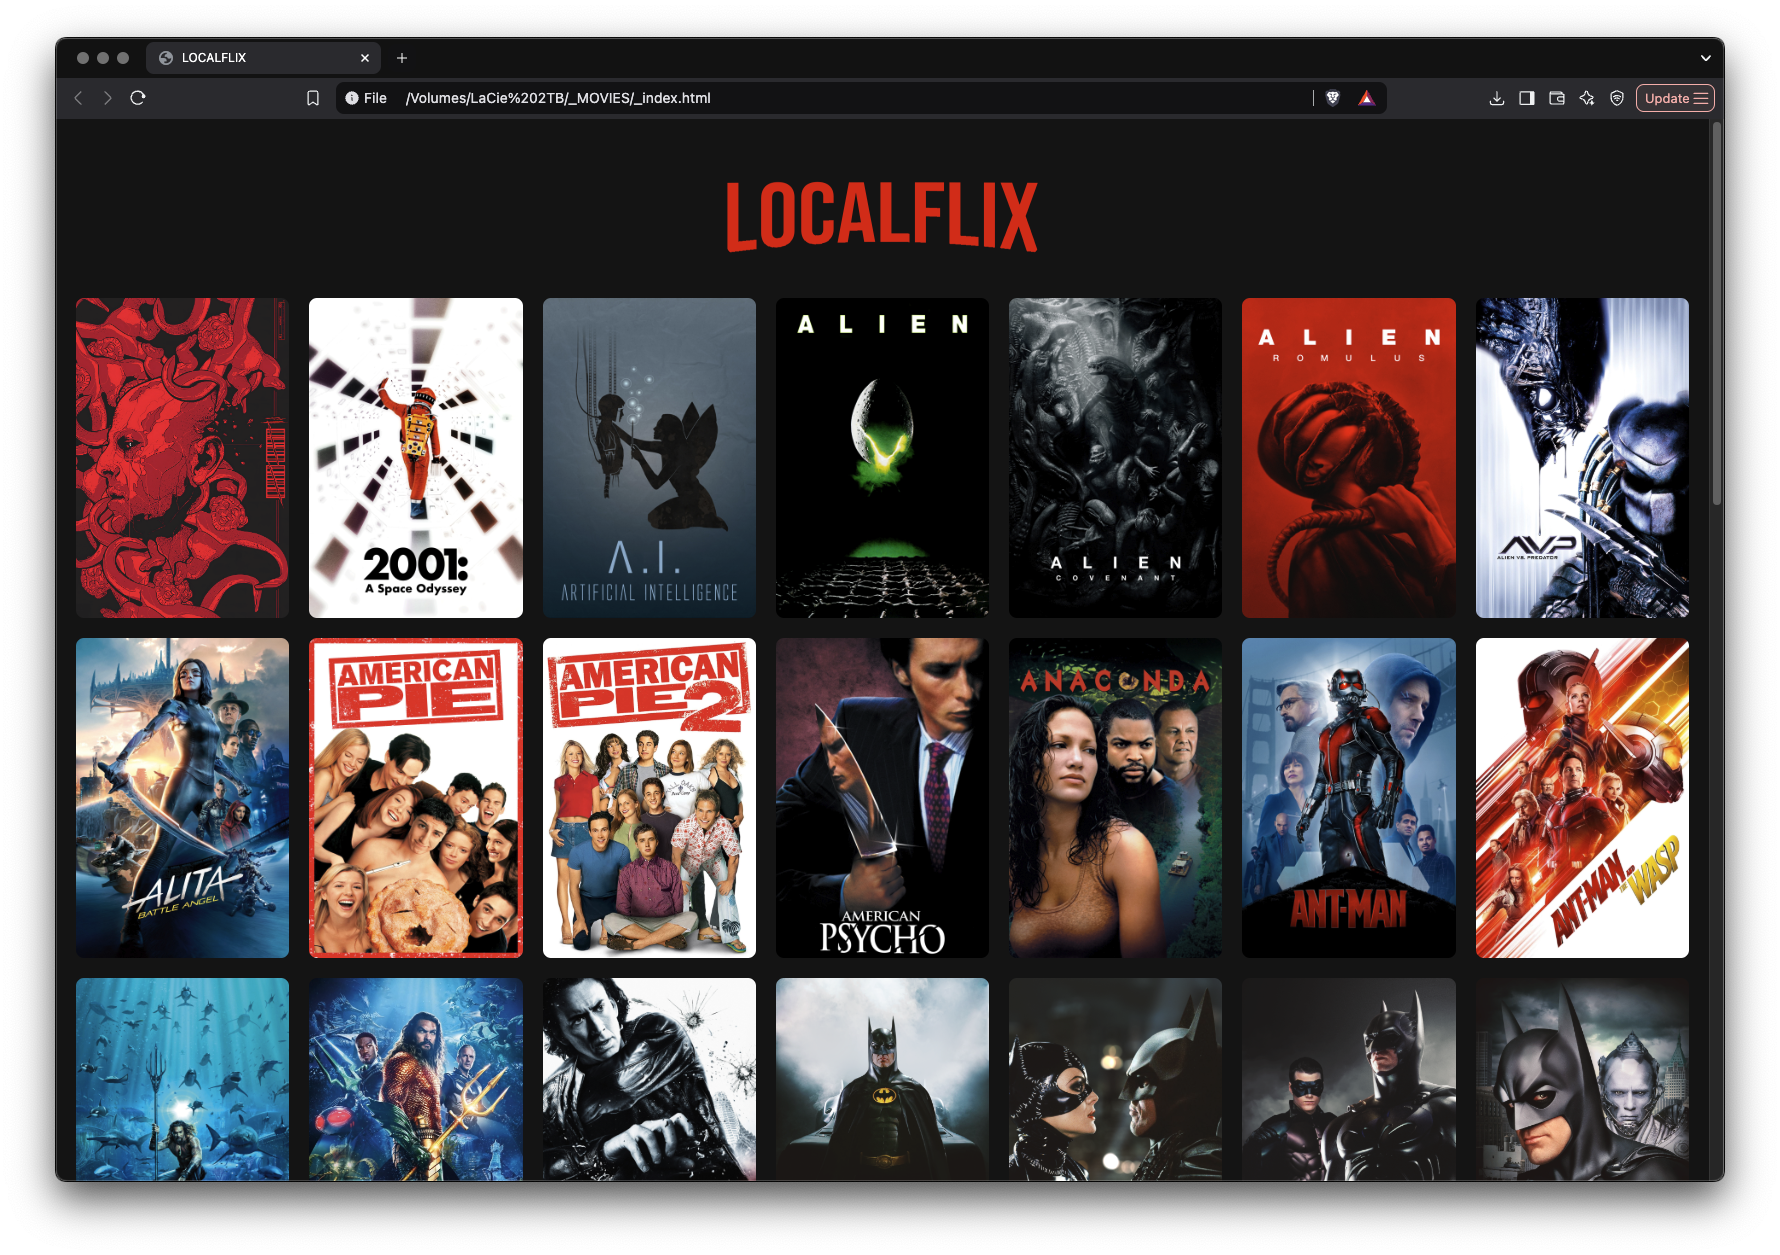 LOCALFLIX
File /Volumes/LaCie%202TB/_MOVIES/_index.html
Update
LOCALFLIX
2001:
A Space Odyssey
A.I.
ARTIFICIAL INTELLIGENCE
ALIEN
ALIEN
COVENANT
ALIEN
ROMULUS
AVP
ALIEN VS. PREDATOR
ALITA
BATTLE ANGEL
AMERICAN
PIE
AMERICAN
PIE 2
AMERICAN
PSYCHO
ANACONDA
ANT-MAN
ANT-MAN
WASP